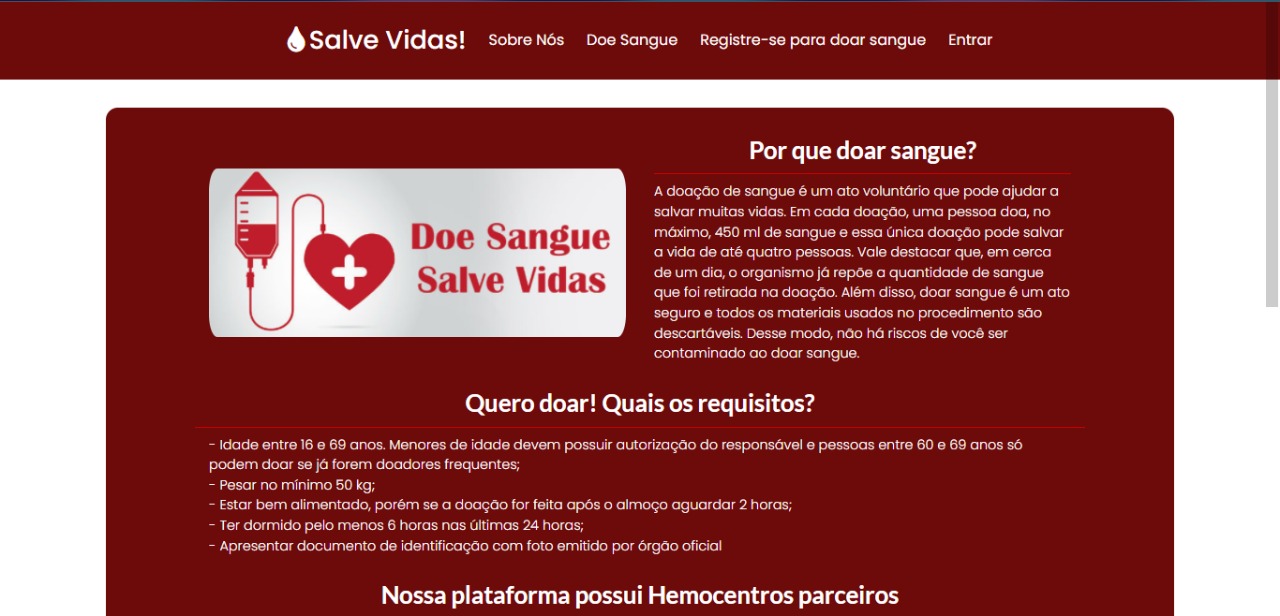 Salve Vidas! Sobre Nós Doe Sangue Registre-se para doar sangue Entrar
Doe Sangue
Salve Vidas
Por que doar sangue?
A doação de sangue é um ato voluntário que pode ajudar a
salvar muitas vidas. Em cada doação, uma pessoa doa, no
máximo, 450 ml de sangue e essa única doação pode salvar
a vida de até quatro pessoas. Vale destacar que, em cerca
de um dia, o organismo já repõe a quantidade de sangue
que foi retirada na doação. Além disso, doar sangue é um ato
seguro e todos os materiais usados no procedimento são
descartáveis. Desse modo, não há riscos de você ser
contaminado ao doar sangue.
Quero doar! Quais os requisitos?
- Idade entre 16 e 69 anos. Menores de idade devem possuir autorização do responsável e pessoas entre 60 e 69 anos só
podem doar se já forem doadores frequentes;
- Pesar no mínimo 50 kg;
- Estar bem alimentado, porém se a doação for feita após o almoço aguardar 2 horas;
- Ter dormido pelo menos 6 horas nas últimas 24 horas;
- Apresentar documento de identificação com foto emitido por órgão oficial
Nossa plataforma possui Hemocentros parceiros